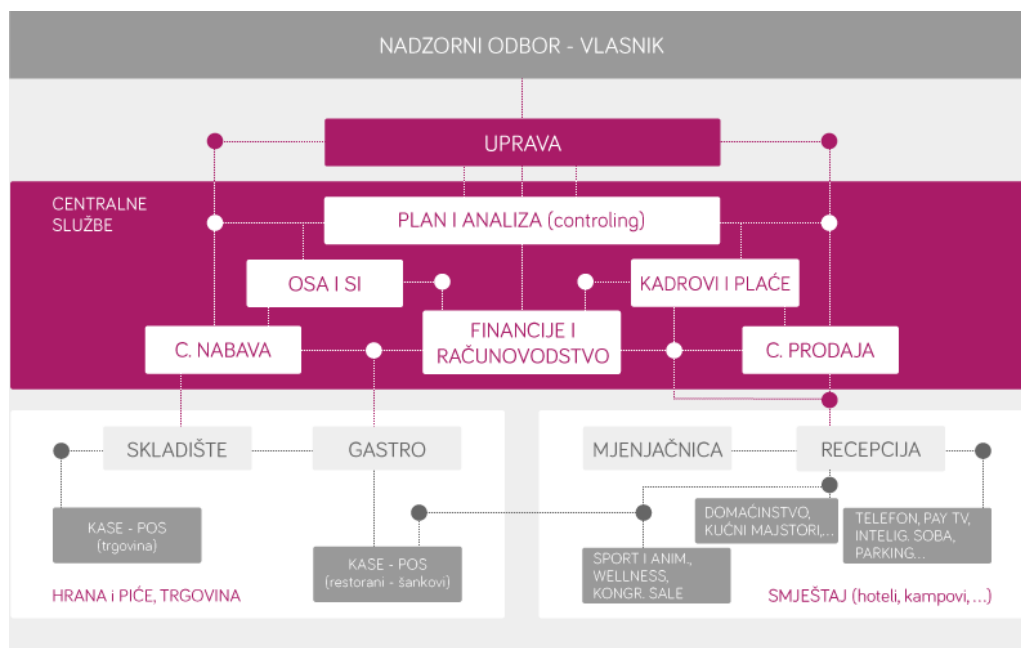 NADZORNI ODBOR - VLASNIK
UPRAVA
CENTRALNE
SLUŽBE
PLAN I ANALIZA (controling)
OSA I SI
KADROVI I PLAĆE
C. NABAVA
FINANCIJE I
RAČUNOVODSTVO
C. PRODAJA
SKLADIŠTE
GASTRO
MJENJAČNICA
RECEPCIJA
KASE - POS
(trgovina)
KASE - POS
(restorani - šankovi)
SPORT I ANIM.,
WELLNESS,
KONGR. SALE
DOMAĆINSTVO,
KUĆNI MAJSTORI,...
TELEFON, PAY TV,
INTELIG. SOBA,
PARKING...
HRANA i PIĆE, TRGOVINA
SMJEŠTAJ (hoteli, kampovi, ...)